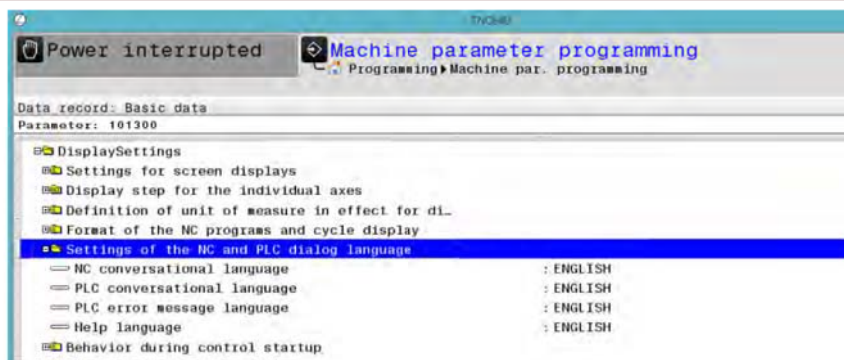 TNC640
Power interrupted
Machine parameter programming
Programming▶Machine par. programming
Data record: Basic data
Parameter: 101300
DisplaySettings
Settings for screen displays
Display step for the individual axes
Definition of unit of measure in effect for di…
Format of the NC programs and cycle display
Settings of the NC and PLC dialog language
NC conversational language : ENGLISH
PLC conversational language : ENGLISH
PLC error message language : ENGLISH
Help language : ENGLISH
Behavior during control startup